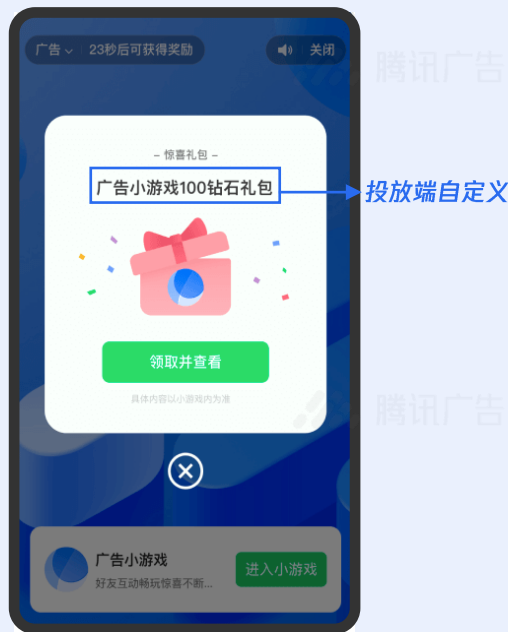 广告 23秒后可获得奖励 关闭
腾讯广告
– 惊喜礼包 –
广告小游戏100钻石礼包
投放端自定义
领取并查看
具体内容以小游戏内为准
腾讯广告
广告小游戏
好友互动畅玩惊喜不断...
进入小游戏